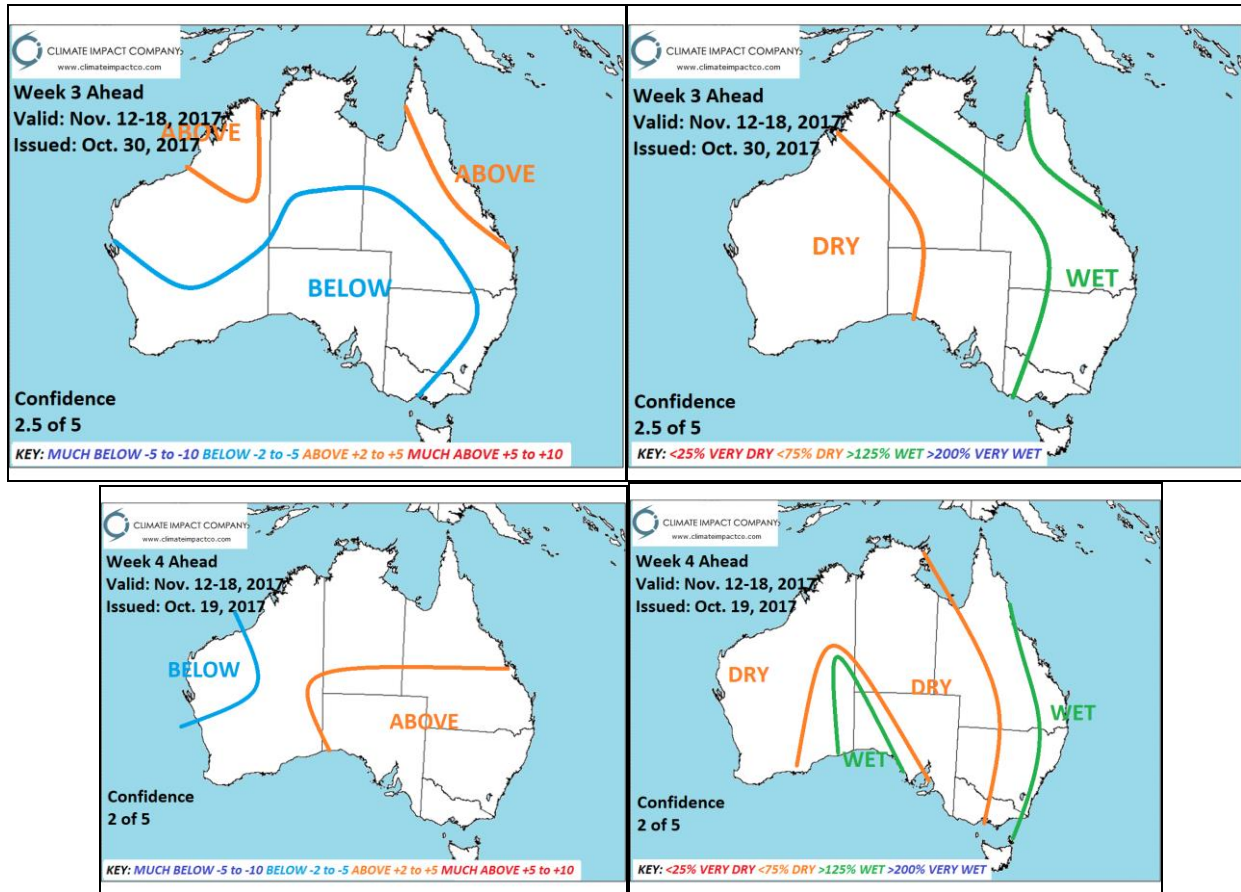 CLIMATE IMPACT COMPANY
www.climateimpactco.com
Week 3 Ahead
Valid: Nov. 12-18, 2017
Issued: Oct. 30, 2017
ABOVE
ABOVE
BELOW
Confidence
2.5 of 5
KEY: MUCH BELOW -5 to -10 BELOW -2 to -5 ABOVE +2 to +5 MUCH ABOVE +5 to +10
CLIMATE IMPACT COMPANY
www.climateimpactco.com
Week 3 Ahead
Valid: Nov. 12-18, 2017
Issued: Oct. 30, 2017
DRY
WET
Confidence
2.5 of 5
KEY: <25% VERY DRY <75% DRY >125% WET >200% VERY WET
CLIMATE IMPACT COMPANY
www.climateimpactco.com
Week 4 Ahead
Valid: Nov. 12-18, 2017
Issued: Oct. 19, 2017
BELOW
ABOVE
Confidence
2 of 5
KEY: MUCH BELOW -5 to -10 BELOW -2 to -5 ABOVE +2 to +5 MUCH ABOVE +5 to +10
CLIMATE IMPACT COMPANY
www.climateimpactco.com
Week 4 Ahead
Valid: Nov. 12-18, 2017
Issued: Oct. 19, 2017
DRY
DRY
WET
WET
Confidence
2 of 5
KEY: <25% VERY DRY <75% DRY >125% WET >200% VERY WET